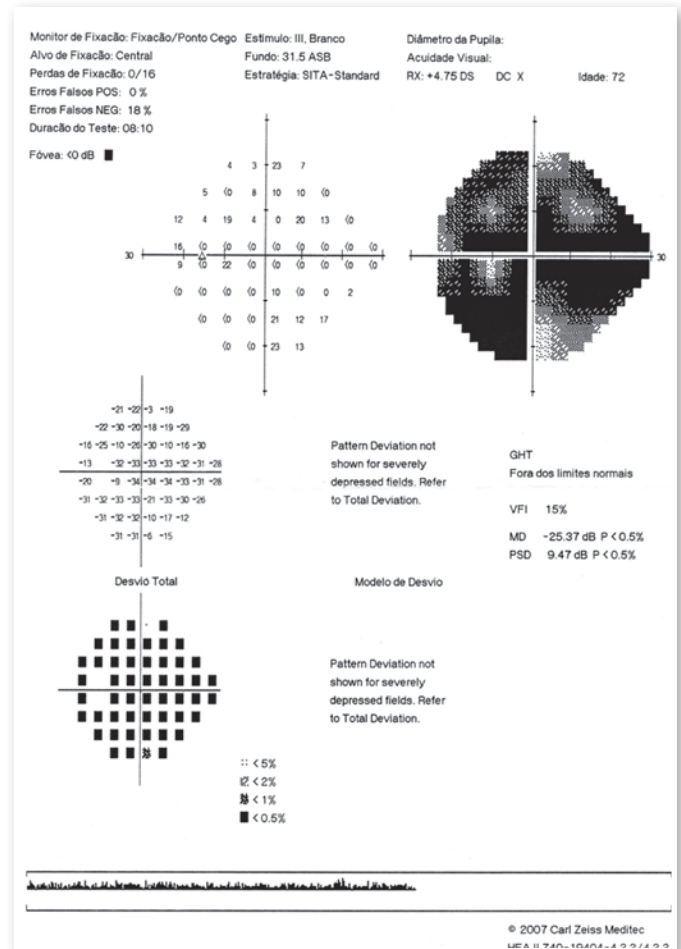 Monitor de Fixação: Fixação/Ponto Cego Estimulo: III, Branco Diâmetro da Pupila:
Alvo de Fixacão: Central Fundo: 31.5 ASB Acuidade Visual:
Perdas de Fixacão: 0/16 Estratégia: SITA-Standard RX: +4.75 DS DC X Idade: 72
Erros Falsos POS: 0 %
Erros Falsos NEG: 18 %
Duracão do Teste: 08:10
Fóvea: <0 dB ■
4 3 23 7
5 <0 8 10 10 <0
12 4 19 4 0 20 13 <0
16 <0 <0 <0 <0 <0 <0 <0 <0
30 30
9 <0 22 <0 <0 <0 <0 <0 <0
<0 <0 <0 <0 10 <0 0 2
<0 <0 <0 21 12 17
<0 <0 23 13
-21 -22 -3 -19
-22 -30 -20 -18 -19 -29
-16 -25 -10 -26 -30 -10 -16 -30
-13 -32 -33 -33 -33 -32 -31 -28
-20 -9 -34 -34 -34 -33 -31 -28
-31 -32 -33 -33 -21 -33 -30 -26
-31 -32 -32 -10 -17 -12
-31 -31 -6 -15
Pattern Deviation not
shown for severely
depressed fields. Refer
to Total Deviation.
GHT
Fora dos limites normais
VFI 15%
MD -25.37 dB P < 0.5%
PSD 9.47 dB P < 0.5%
Desvio Total Modelo de Desvio
Pattern Deviation not
shown for severely
depressed fields. Refer
to Total Deviation.
< 5%
< 2%
< 1%
< 0.5%
© 2007 Carl Zeiss Meditec